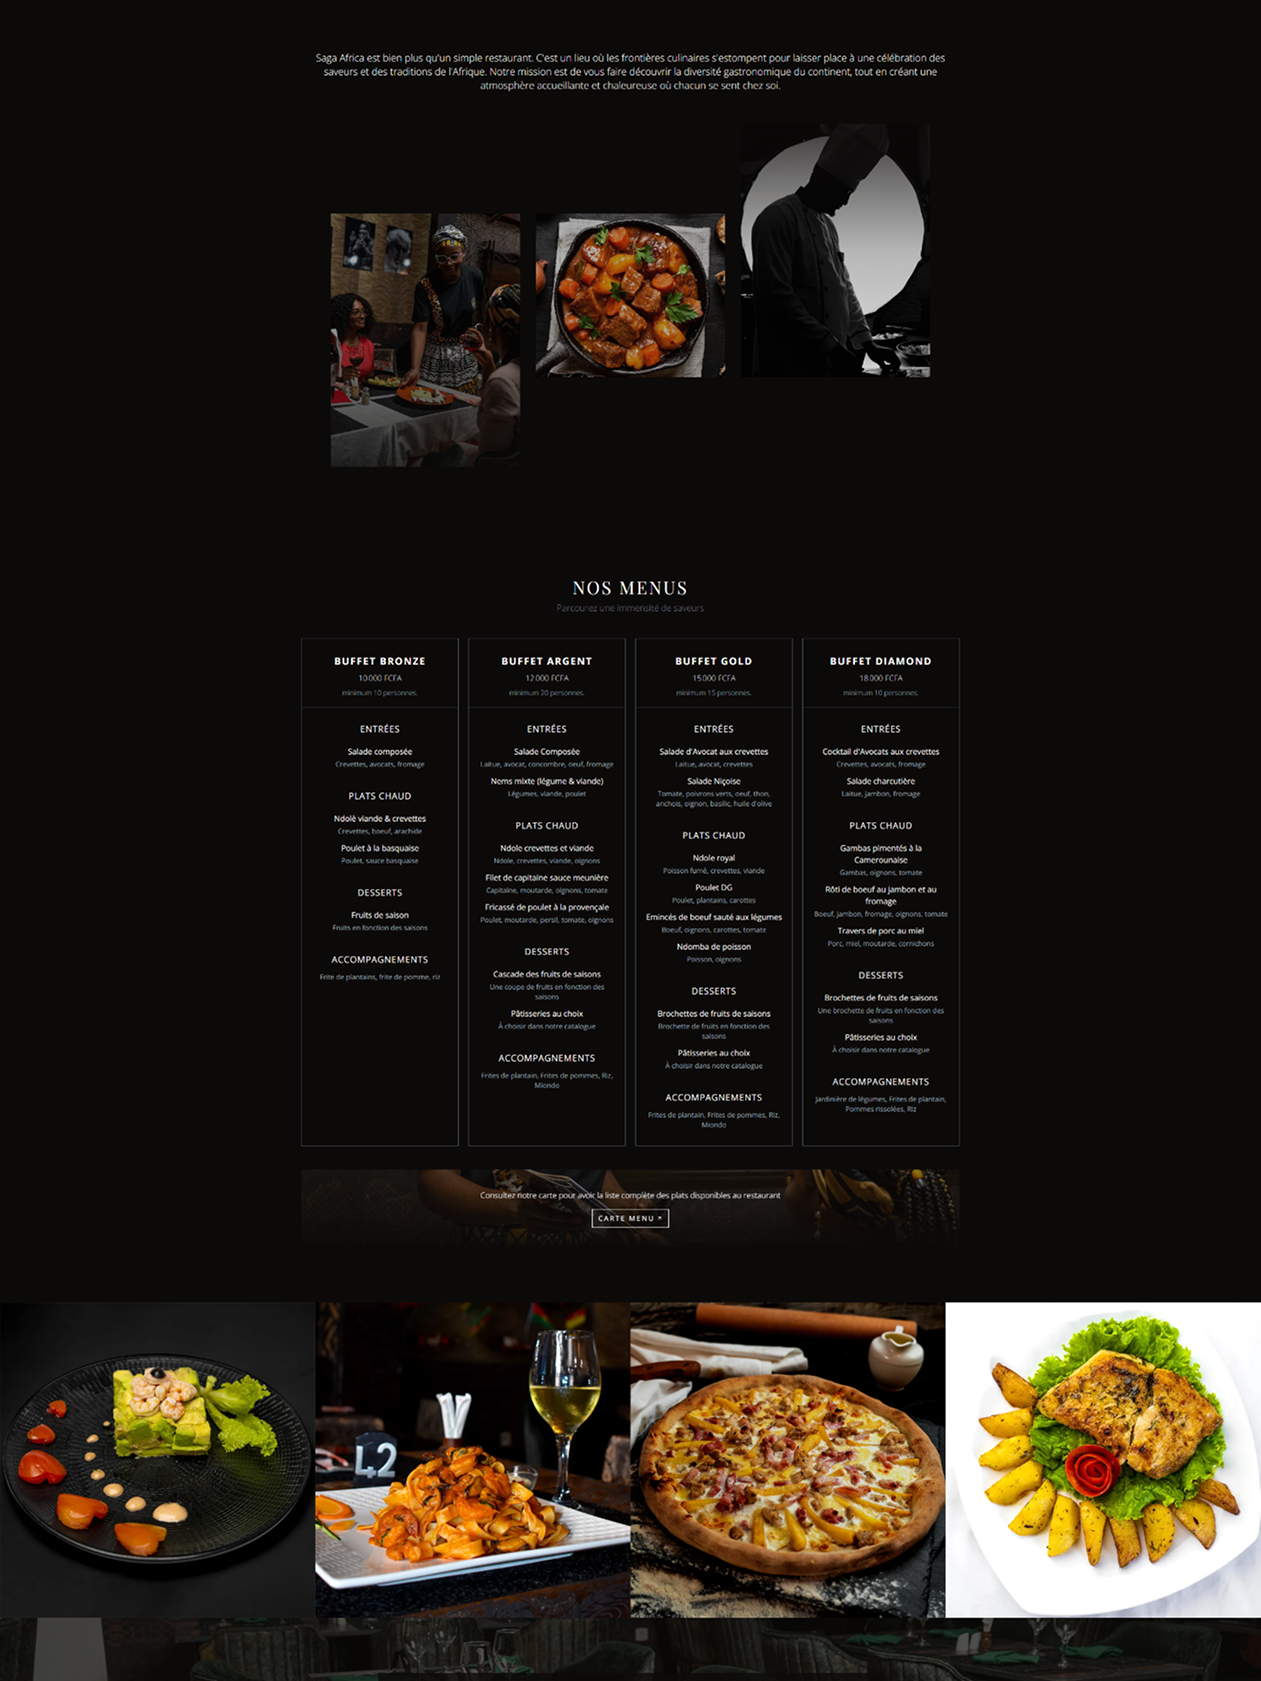 Saga Africa est bien plus qu'un simple restaurant. C'est un lieu où les frontières culinaires s'estompent pour laisser place à une célébration des
saveurs et des traditions de l'Afrique. Notre mission est de vous faire découvrir la diversité gastronomique du continent, tout en créant une
atmosphère accueillante et chaleureuse où chacun se sent chez soi.
NOS MENUS
Parcourez une immensité de saveurs
BUFFET BRONZE
10.000 FCFA
minimum 10 personnes.
ENTRÉES
Salade composée
Crevettes, avocats, fromage
PLATS CHAUD
Ndolè viande & crevettes
Crevettes, boeuf, arachide
Poulet à la basquaise
Poulet, sauce basquaise
DESSERTS
Fruits de saison
Fruits en fonction des saisons
ACCOMPAGNEMENTS
Frite de plantains, frite de pomme, riz
BUFFET ARGENT
12.000 FCFA
minimum 20 personnes.
ENTRÉES
Salade Composée
Laitue, avocat, concombre, oeuf, fromage
Nems mixte (légume & viande)
Légumes, viande, poulet
PLATS CHAUD
Ndole crevettes et viande
Ndole, crevettes, viande, oignons
Filet de capitaine sauce meunière
Capitaine, moutarde, oignons, tomate
Fricassé de poulet à la provençale
Poulet, moutarde, persil, tomate, oignons
DESSERTS
Cascade des fruits de saisons
Une coupe de fruits en fonction des
saisons
Pâtisseries au choix
À choisir dans notre catalogue
ACCOMPAGNEMENTS
Frites de plantain, Frites de pommes, Riz,
Miondo
BUFFET GOLD
15.000 FCFA
minimum 15 personnes.
ENTRÉES
Salade d'Avocat aux crevettes
Laitue, avocat, crevettes
Salade Niçoise
Tomate, poivrons verts, oeuf, thon,
anchois, oignon, basilic, huile d'olive
PLATS CHAUD
Ndole royal
Poisson fumé, crevettes, viande
Poulet DG
Poulet, plantains, carottes
Emincés de boeuf sauté aux légumes
Boeuf, oignons, carottes, tomate
Ndomba de poisson
Poisson, oignons
DESSERTS
Brochettes de fruits de saisons
Brochette de fruits en fonction des
saisons
Pâtisseries au choix
À choisir dans notre catalogue
ACCOMPAGNEMENTS
Frites de plantain, Frites de pommes, Riz,
Miondo
BUFFET DIAMOND
18.000 FCFA
minimum 10 personnes.
ENTRÉES
Cocktail d'Avocats aux crevettes
Crevettes, avocats, fromage
Salade charcutière
Laitue, jambon, fromage
PLATS CHAUD
Gambas pimentés à la
Camerounaise
Gambas, oignons, tomate
Rôti de boeuf au jambon et au
fromage
Boeuf, jambon, fromage, oignons, tomate
Travers de porc au miel
Porc, miel, moutarde, cornichons
DESSERTS
Brochettes de fruits de saisons
Une brochette de fruits en fonction des
saisons
Pâtisseries au choix
À choisir dans notre catalogue
ACCOMPAGNEMENTS
Jardinière de légumes, Frites de plantain,
Pommes rissolées, Riz
Consultez notre carte pour avoir la liste complète des plats disponibles au restaurant
CARTE MENU
42